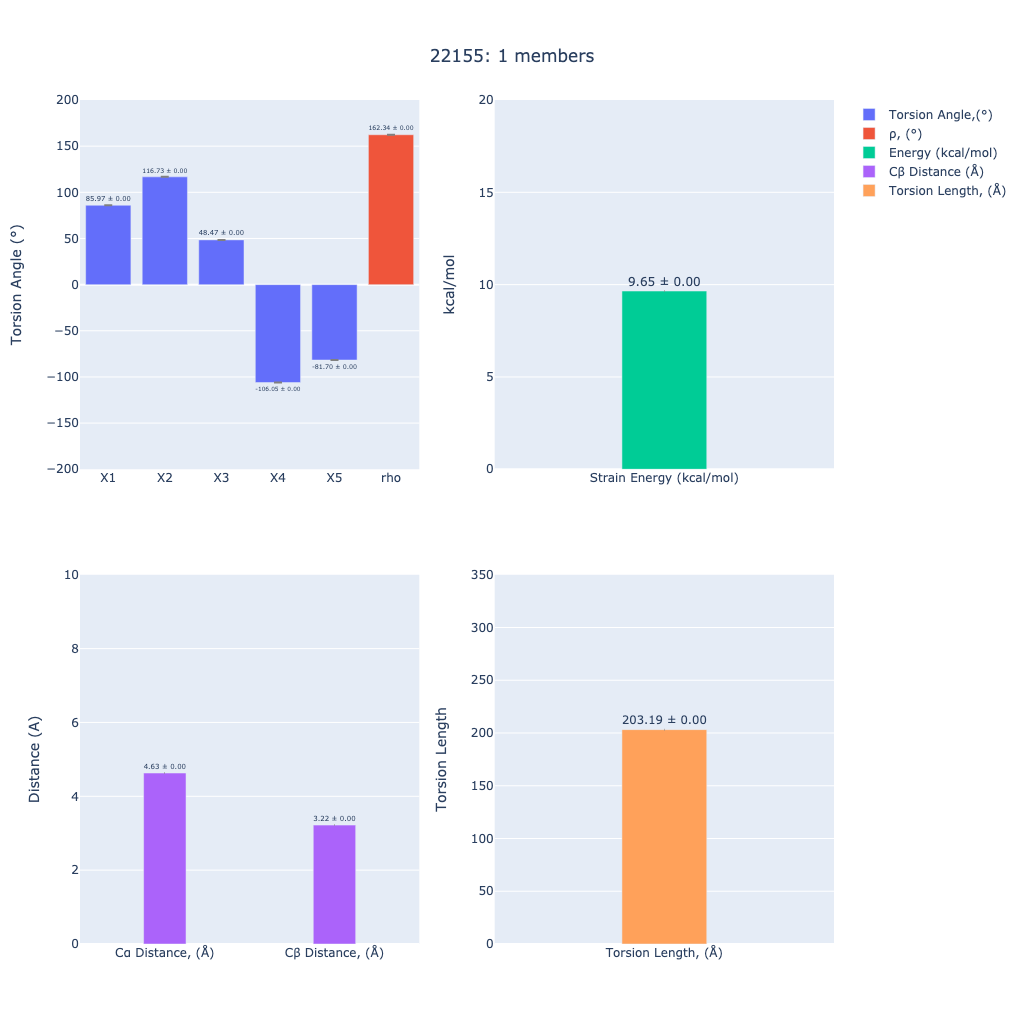 22155: 1 members
Torsion Angle (°)
200
150
100
50
0
−50
−100
−150
−200
85.97 ± 0.00
116.73 ± 0.00
48.47 ± 0.00
-106.05 ± 0.00
-81.70 ± 0.00
162.34 ± 0.00
X1 X2 X3 X4 X5 rho
kcal/mol
20
15
10
5
0
9.65 ± 0.00
Strain Energy (kcal/mol)
Torsion Angle,(°)
ρ, (°)
Energy (kcal/mol)
Cβ Distance (Å)
Torsion Length, (Å)
Distance (A)
10
8
6
4
2
0
4.63 ± 0.00
3.22 ± 0.00
Cα Distance, (Å) Cβ Distance, (Å)
Torsion Length
350
300
250
200
150
100
50
0
203.19 ± 0.00
Torsion Length, (Å)